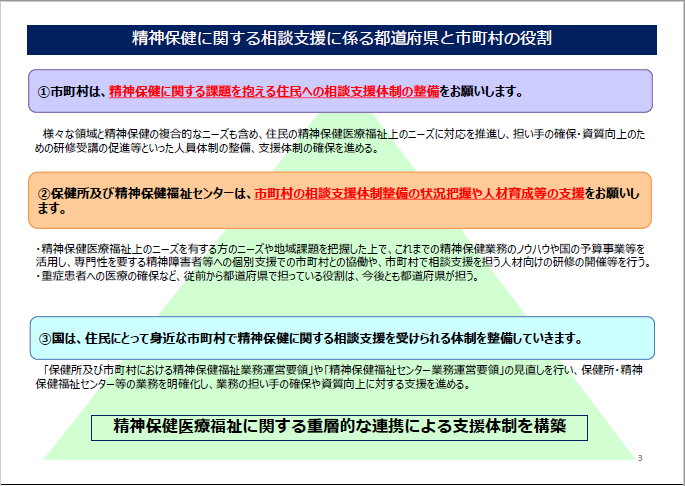 精神保健に関する相談支援に係る都道府県と市町村の役割
①市町村は、精神保健に関する課題を抱える住民への相談支援体制の整備をお願いします。
様々な領域と精神保健の複合的なニーズも含め、住民の精神保健医療福祉上のニーズに対応を推進し、担い手の確保・資質向上のた
めの研修受講の促進等といった人員体制の整備、支援体制の確保を進める。
②保健所及び精神保健福祉センターは、市町村の相談支援体制整備の状況把握や人材育成等の支援をお願いし
ます。
・精神保健医療福祉上のニーズを有する方のニーズや地域課題を把握した上で、これまでの精神保健業務のノウハウや国の予算事業等を
活用し、専門性を要する精神障害者等への個別支援での市町村との協働や、市町村で相談支援を担う人材向けの研修の開催等を行う。
・重症患者への医療の確保など、従前から都道府県で担っている役割は、今後とも都道府県が担う。
③国は、住民にとって身近な市町村で精神保健に関する相談支援を受けられる体制を整備していきます。
「保健所及び市町村における精神保健福祉業務運営要領」や「精神保健福祉センター業務運営要領」の見直しを行い、保健所・精神
保健福祉センター等の業務を明確化し、業務の担い手の確保や資質向上に対する支援を進める。
精神保健医療福祉に関する重層的な連携による支援体制を構築
3